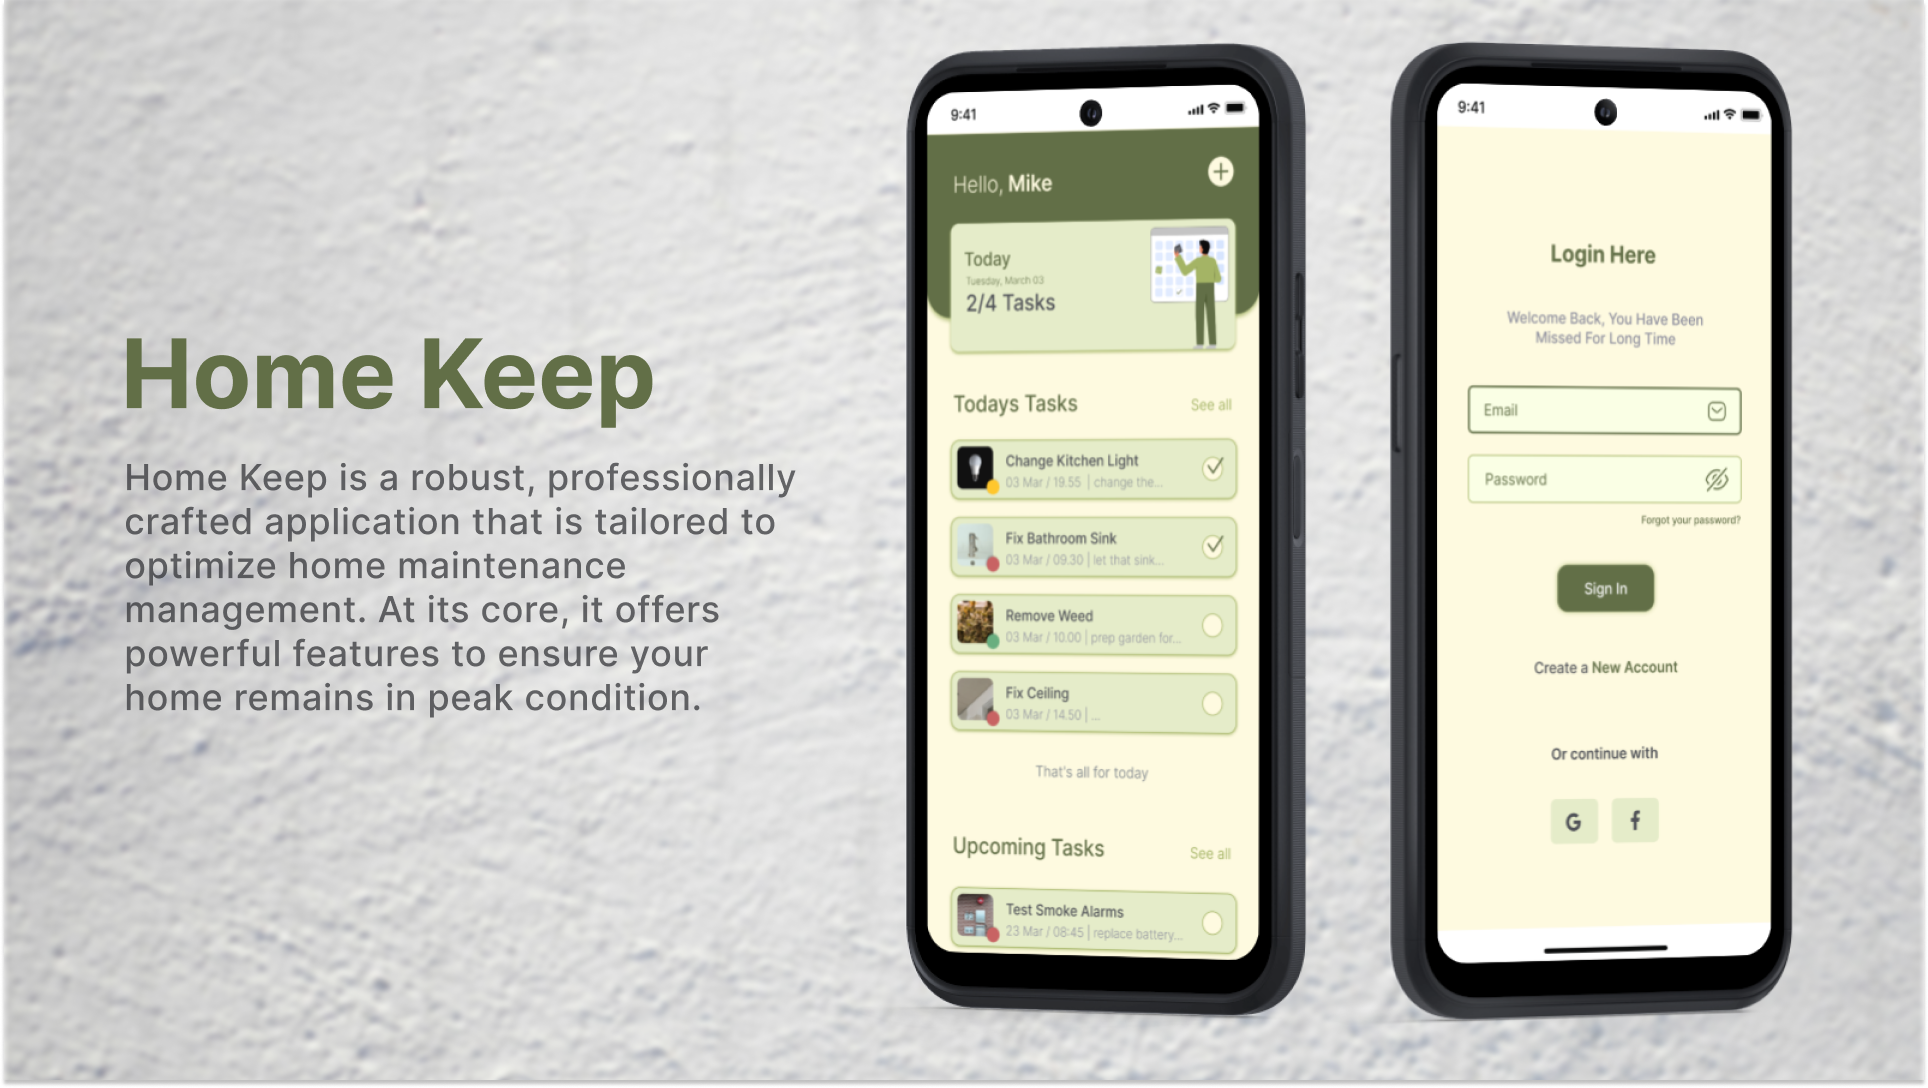 Home Keep
Home Keep is a robust, professionally
crafted application that is tailored to
optimize home maintenance
management. At its core, it offers
powerful features to ensure your
home remains in peak condition.
9:41
Hello, Mike
Today
Tuesday, March 03
2/4 Tasks
Todays Tasks
See all
Change Kitchen Light
03 Mar / 19.55 | change the...
Fix Bathroom Sink
03 Mar / 09.30 | let that sink...
Remove Weed
03 Mar / 10.00 | prep garden for...
Fix Ceiling
03 Mar / 14.50 | ...
That's all for today
Upcoming Tasks
See all
Test Smoke Alarms
23 Mar / 08:45 | replace battery...
9:41
Login Here
Welcome Back, You Have Been
Missed For Long Time
Email
Password
Forgot your password?
Sign In
Create a New Account
Or continue with
G
f